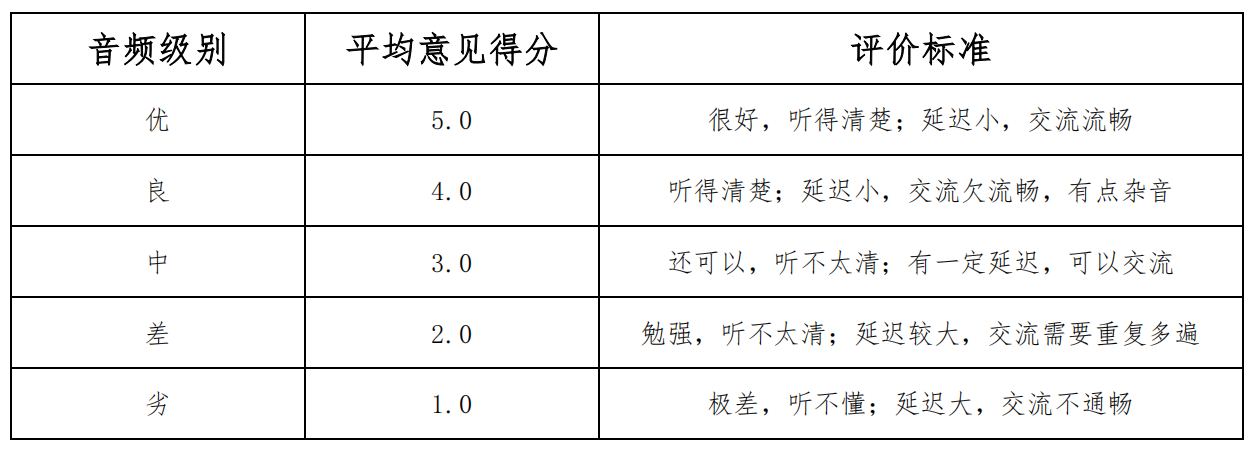 音频级别 平均意见得分 评价标准
优 5.0 很好，听得清楚；延迟小，交流流畅
良 4.0 听得清楚；延迟小，交流欠流畅，有点杂音
中 3.0 还可以，听不太清；有一定延迟，可以交流
差 2.0 勉强，听不太清；延迟较大，交流需要重复多遍
劣 1.0 极差，听不懂；延迟大，交流不通畅